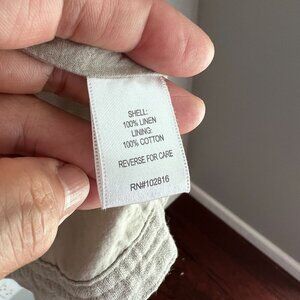 SHELL:
100% LINEN
LINING:
100% COTTON
REVERSE FOR CARE
RN#102816